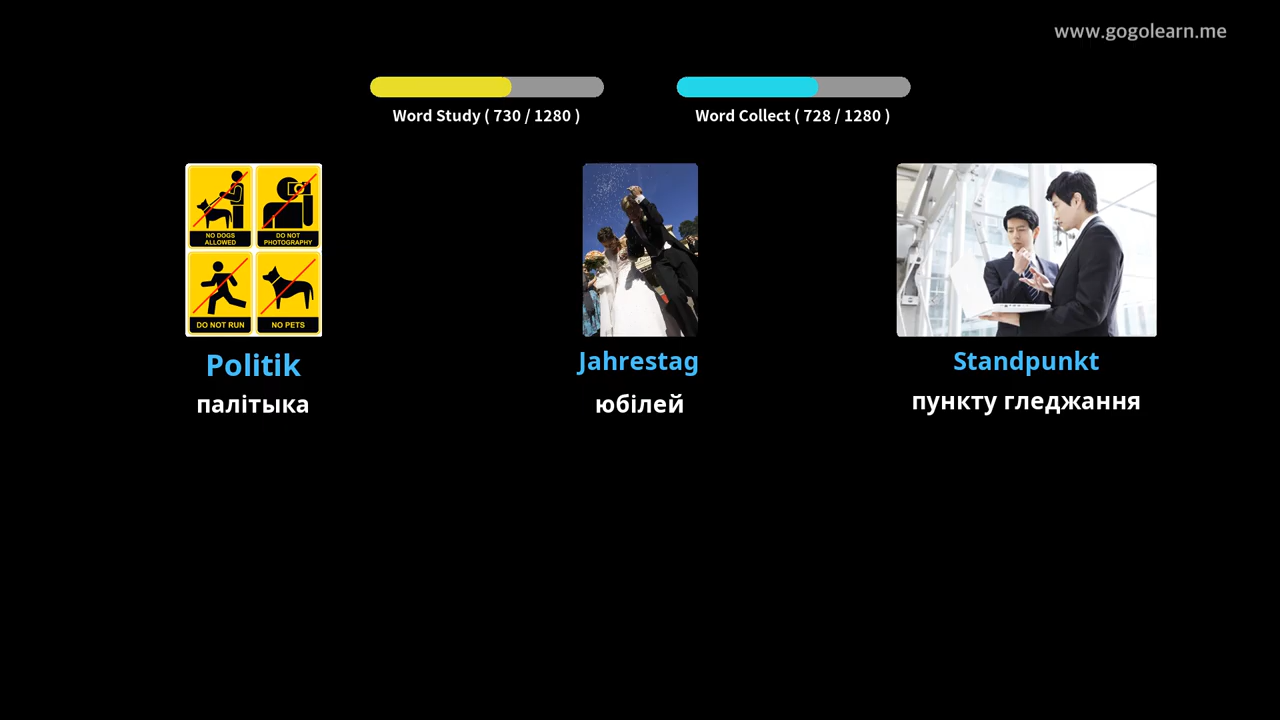 www.gogolearn.me
Word Study ( 730 / 1280 )
Word Collect ( 728 / 1280 )
NO DOGS
ALLOWED
DO NOT
PHOTOGRAPHY
DO NOT RUN
NO PETS
Politik
Jahrestag
Standpunkt
палітыка
юбілей
пункту гледжання